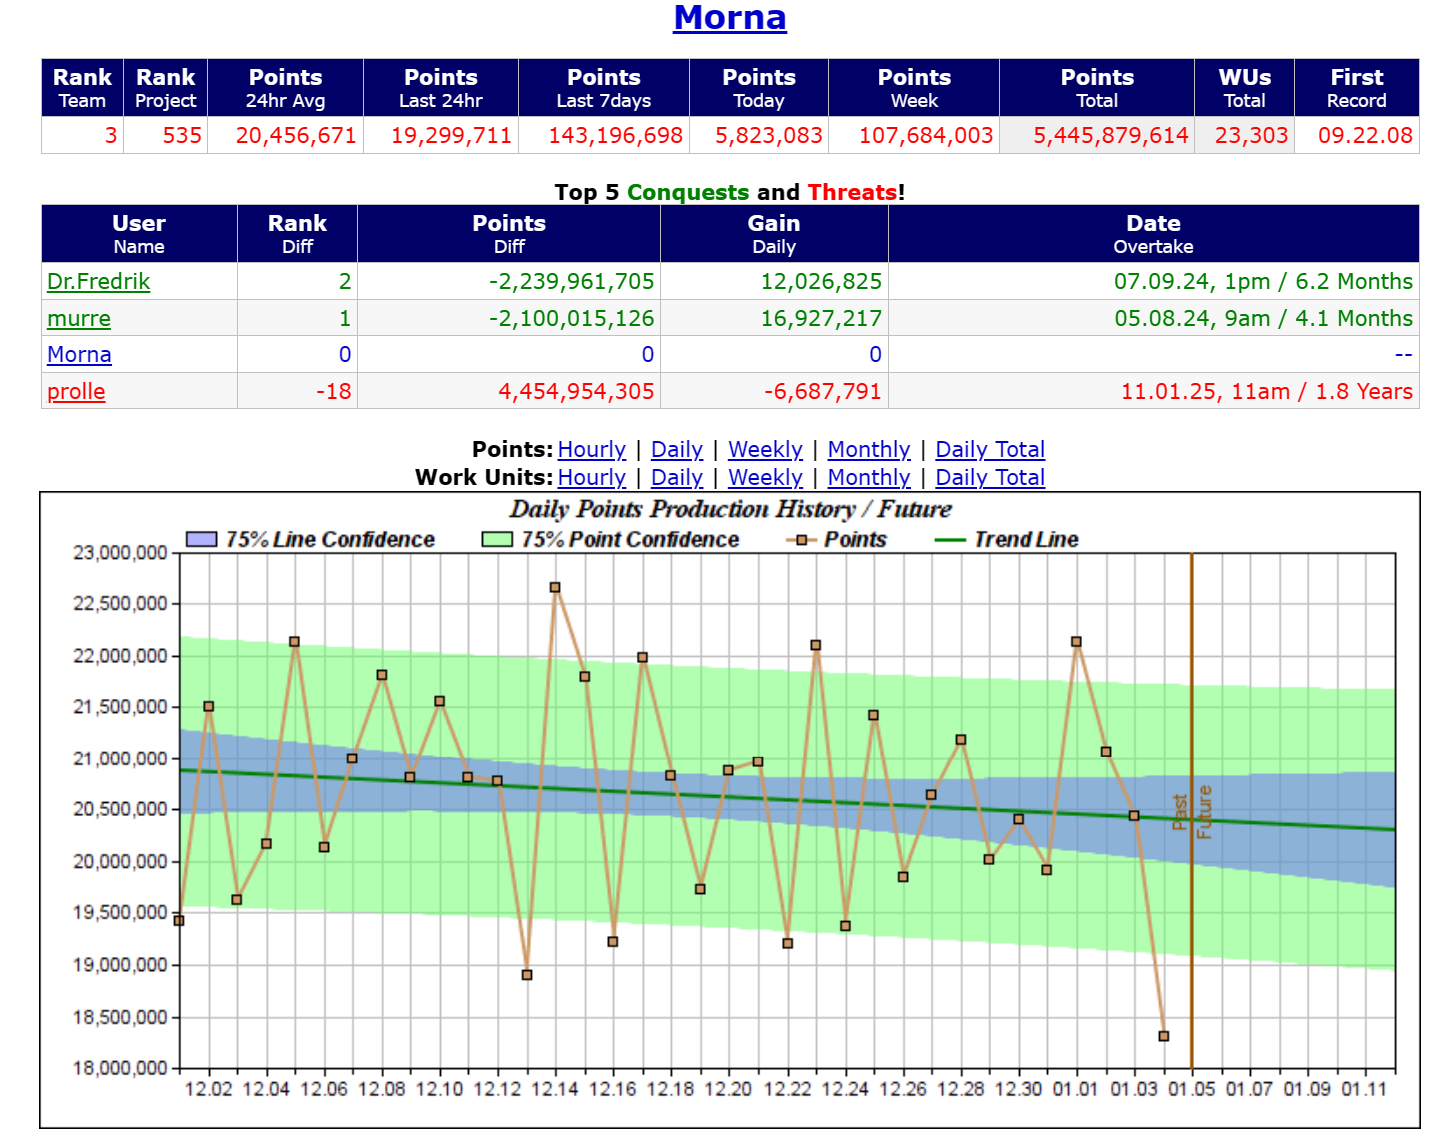 Morna
Rank Rank Points Points Points Points Points Points WUs First
Team Project 24hr Avg Last 24hr Last 7days Today Week Total Total Record
3 535 20,456,671 19,299,711 143,196,698 5,823,083 107,684,003 5,445,879,614 23,303 09.22.08
Top 5 Conquests and Threats!
User Rank Points Gain Date
Name Diff Diff Daily Overtake
Dr.Fredrik 2 -2,239,961,705 12,026,825 07.09.24, 1pm / 6.2 Months
murre 1 -2,100,015,126 16,927,217 05.08.24, 9am / 4.1 Months
Morna 0 0 0 --
prolle -18 4,454,954,305 -6,687,791 11.01.25, 11am / 1.8 Years
Points: Hourly | Daily | Weekly | Monthly | Daily Total
Work Units: Hourly | Daily | Weekly | Monthly | Daily Total
Daily Points Production History / Future
75% Line Confidence 75% Point Confidence Points Trend Line
23,000,000
22,500,000
22,000,000
21,500,000
21,000,000
20,500,000
20,000,000
19,500,000
19,000,000
18,500,000
18,000,000
Past
Future
12.02 12.04 12.06 12.08 12.10 12.12 12.14 12.16 12.18 12.20 12.22 12.24 12.26 12.28 12.30 01.01 01.03 01.05 01.07 01.09 01.11